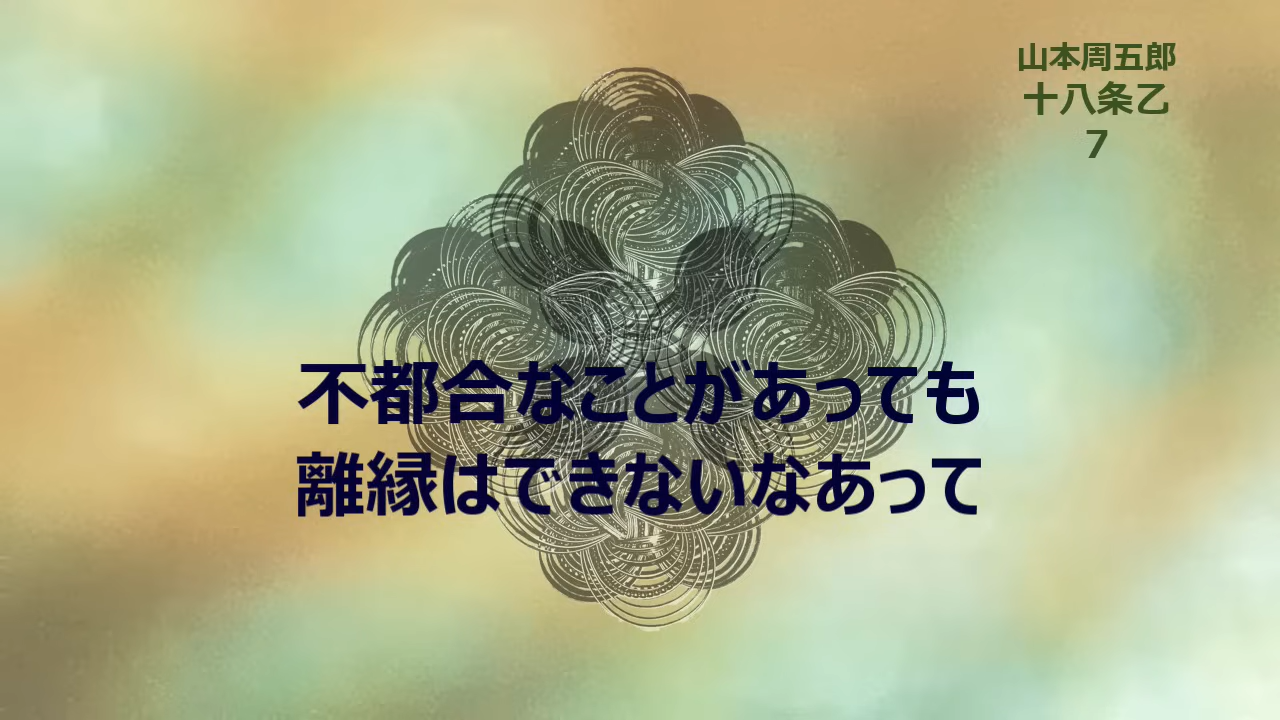 山本周五郎
十八条乙
7
不都合なことがあっても
離縁はできないなあって